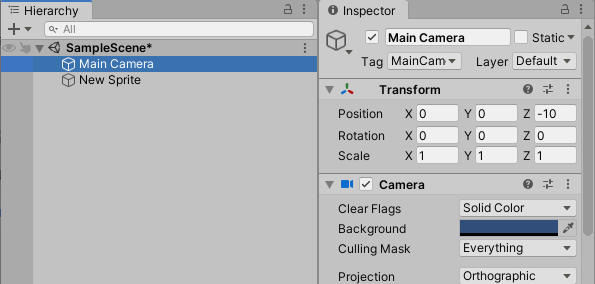 Hierarchy
All
SampleScene*
Main Camera
New Sprite
Inspector
Main Camera Static
Tag MainCam Layer Default
Transform
Position X 0 Y 0 Z -10
Rotation X 0 Y 0 Z 0
Scale X 1 Y 1 Z 1
Camera
Clear Flags Solid Color
Background
Culling Mask Everything
Projection Orthographic